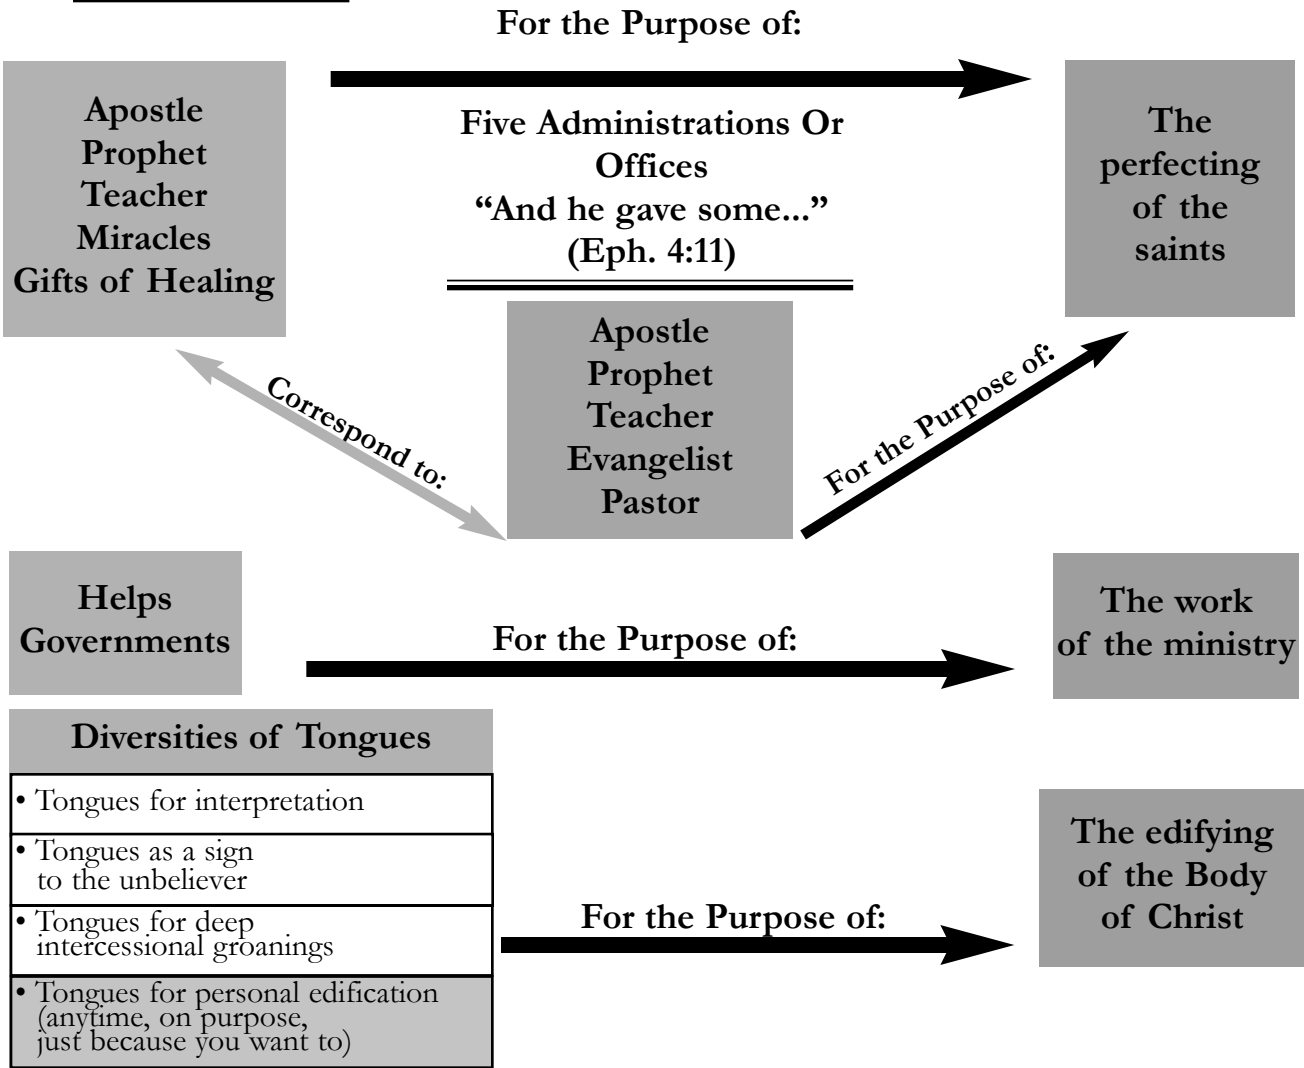 For the Purpose of:
Apostle
Prophet
Teacher
Miracles
Gifts of Healing
Five Administrations Or
Offices
“And he gave some...”
(Eph. 4:11)
The
perfecting
of the
saints
Correspond to:
Apostle
Prophet
Teacher
Evangelist
Pastor
For the Purpose of:
Helps
Governments
For the Purpose of:
The work
of the ministry
Diversities of Tongues
• Tongues for interpretation
• Tongues as a sign
to the unbeliever
• Tongues for deep
intercessional groanings
• Tongues for personal edification
(anytime, on purpose,
just because you want to)
For the Purpose of:
The edifying
of the Body
of Christ